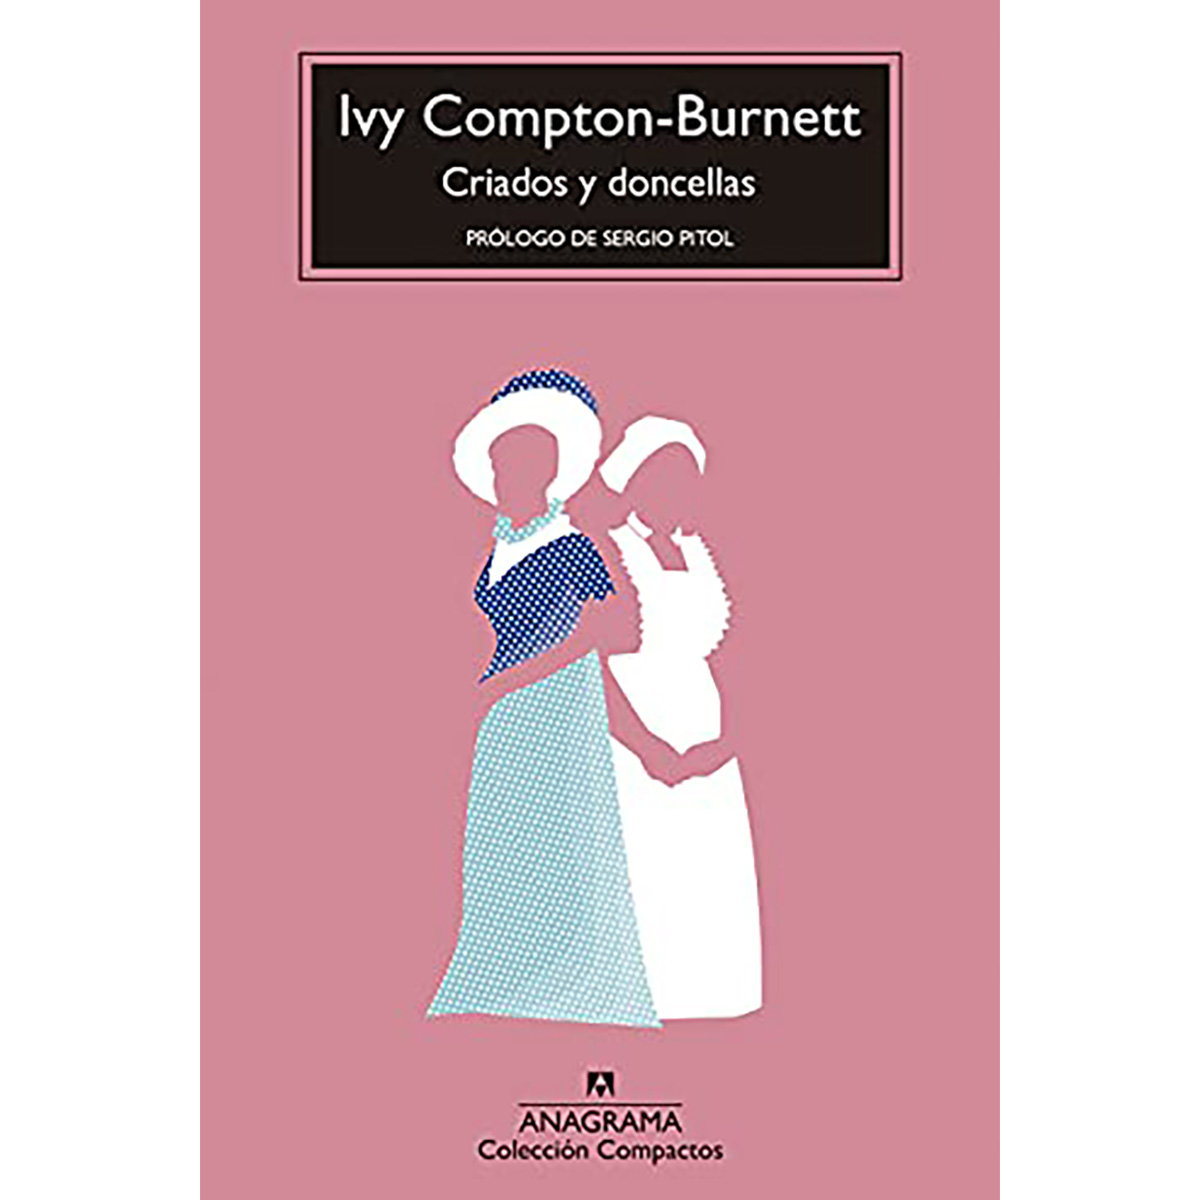 Ivy Compton-Burnett
Criados y doncellas
PRÓLOGO DE SERGIO PITOL
ANAGRAMA
Colección Compactos